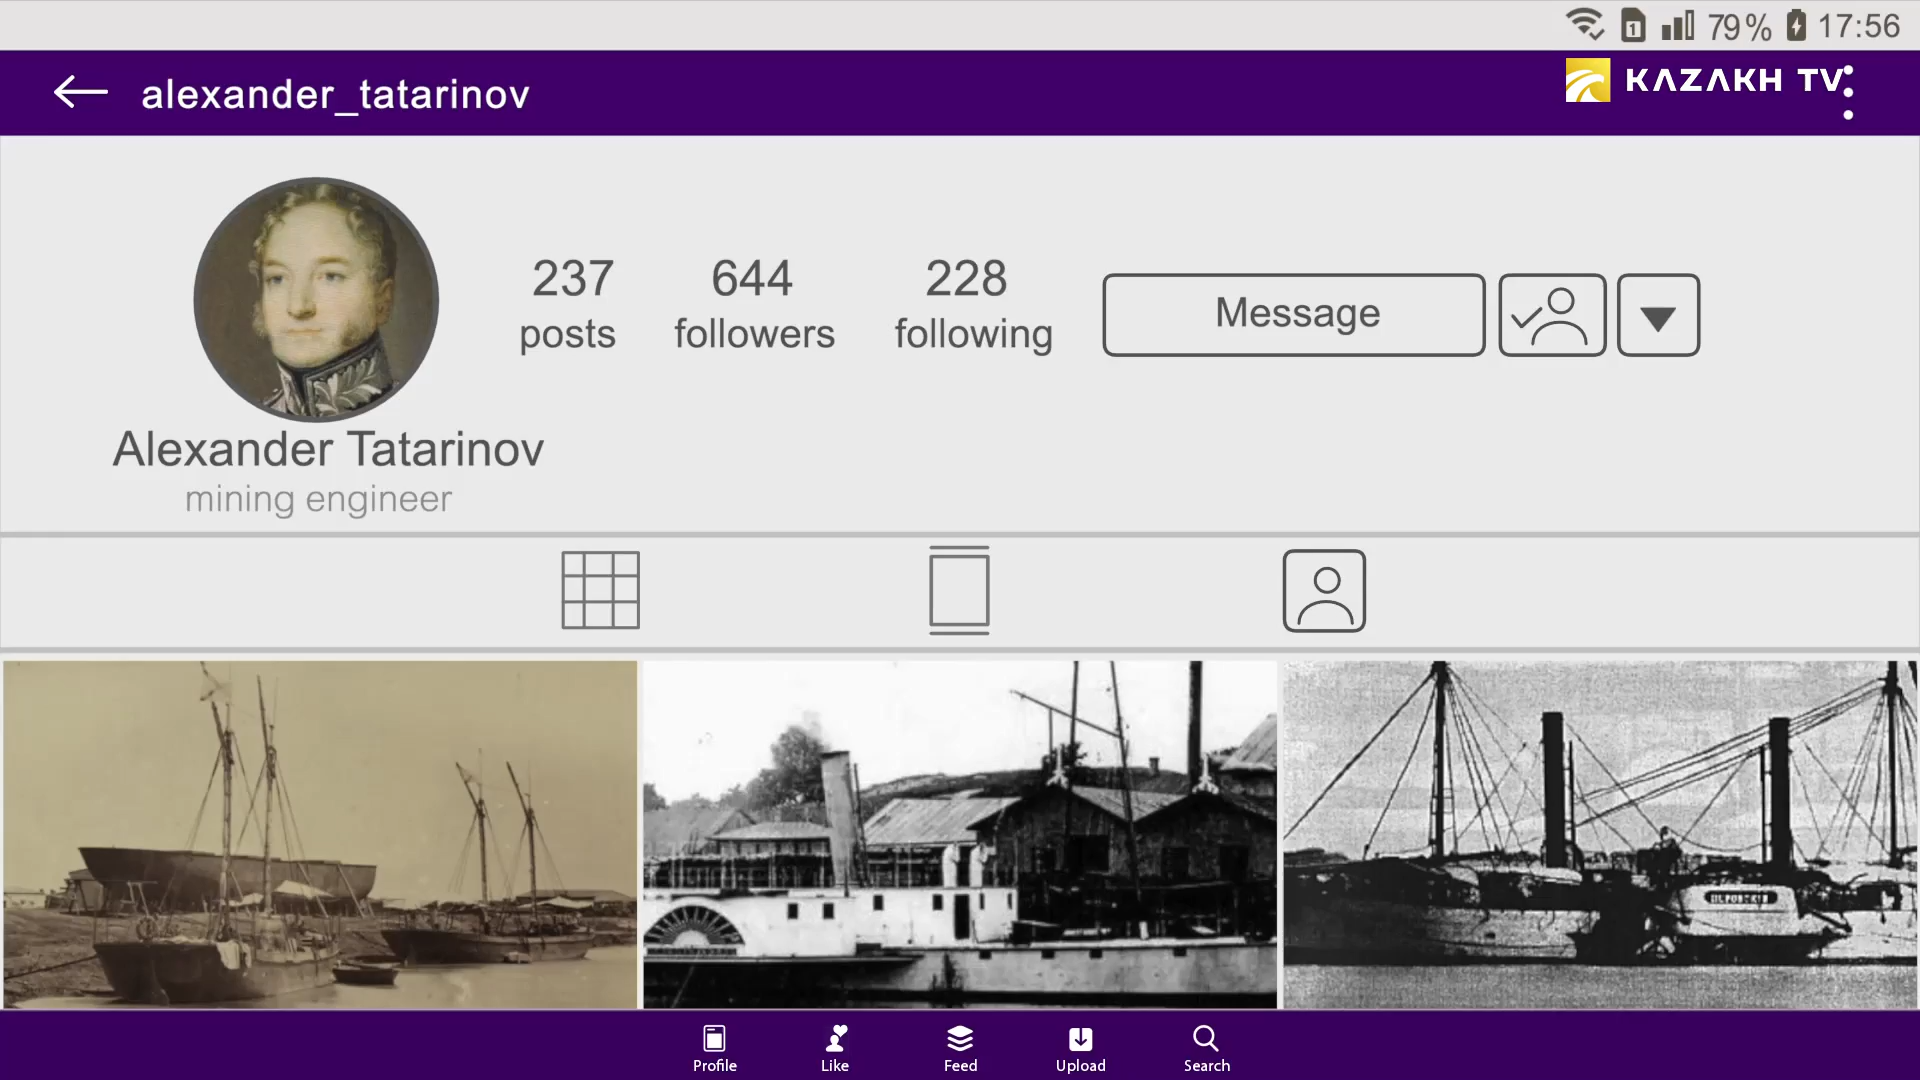 79% 17:56
alexander_tatarinov
KAZAKH TV
237 posts
644 followers
228 following
Message
Alexander Tatarinov
mining engineer
Profile
Like
Feed
Upload
Search